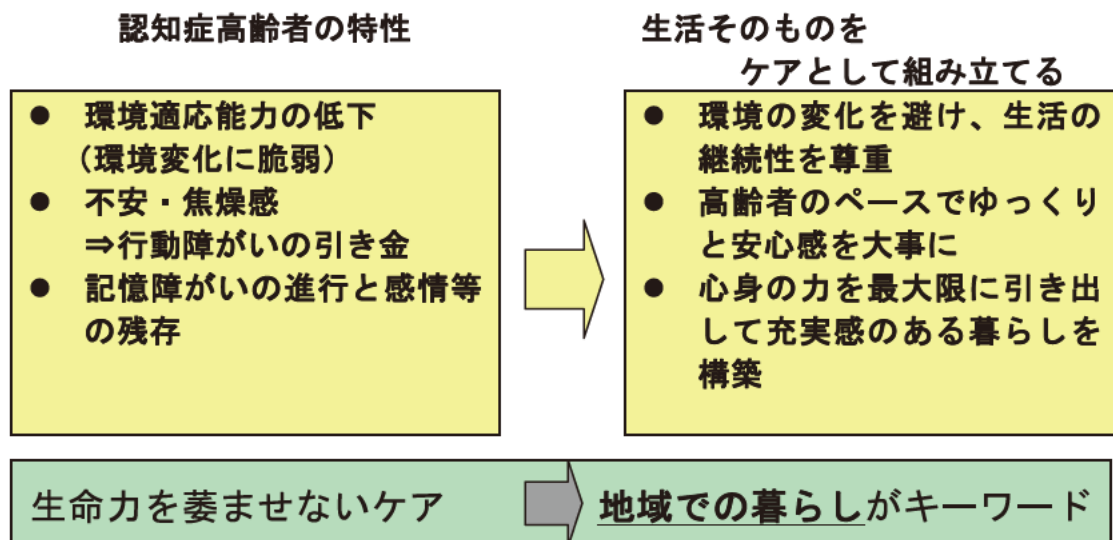 認知症高齢者の特性
● 環境適応能力の低下
（環境変化に脆弱）
● 不安・焦燥感
⇒行動障がいの引き金
● 記憶障がいの進行と感情等
の残存
生活そのものを
ケアとして組み立てる
● 環境の変化を避け、生活の
継続性を尊重
● 高齢者のペースでゆっくり
と安心感を大事に
● 心身の力を最大限に引き出
して充実感のある暮らしを
構築
生命力を萎ませないケア
地域での暮らしがキーワード